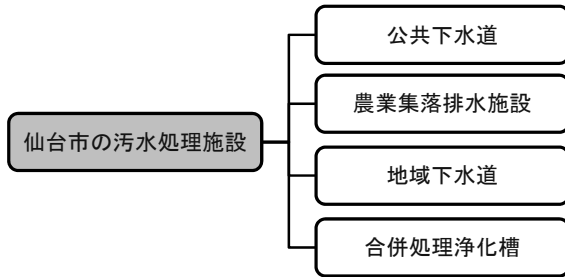 公共下水道
農業集落排水施設
仙台市の汚水処理施設
地域下水道
合併処理浄化槽